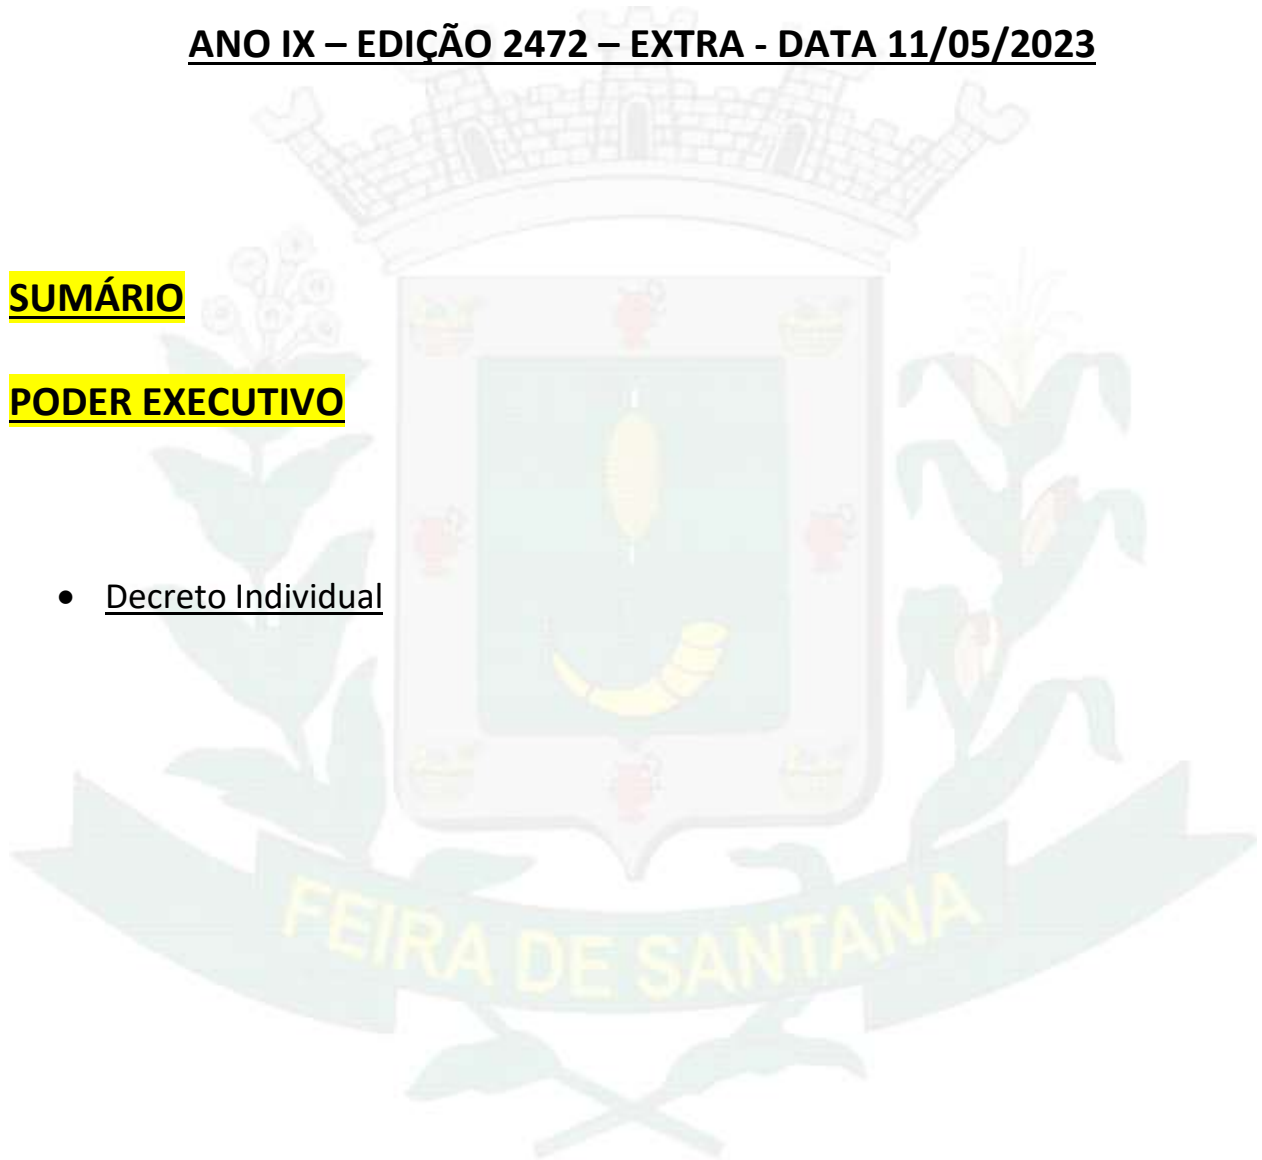 ANO IX – EDIÇÃO 2472 – EXTRA - DATA 11/05/2023
SUMÁRIO
PODER EXECUTIVO
• Decreto Individual
FEIRA DE SANTANA